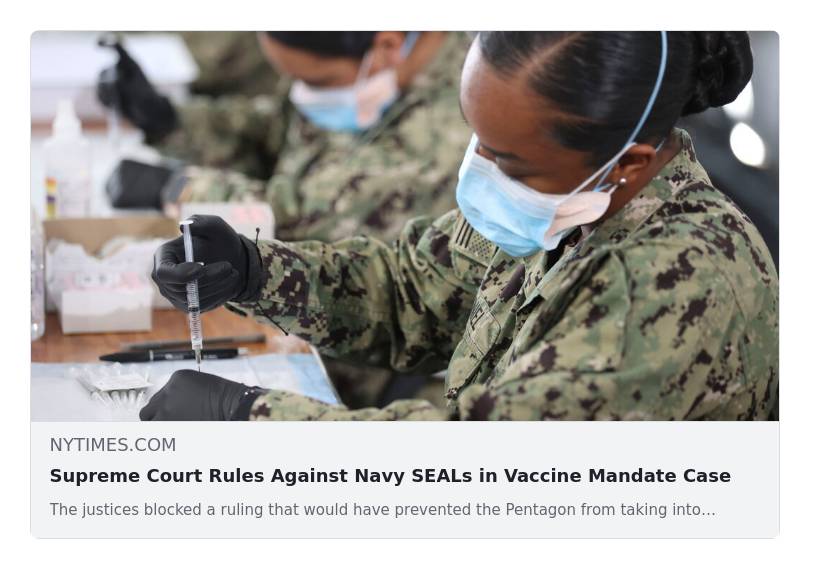 NYTIMES.COM
Supreme Court Rules Against Navy SEALs in Vaccine Mandate Case
The justices blocked a ruling that would have prevented the Pentagon from taking into…